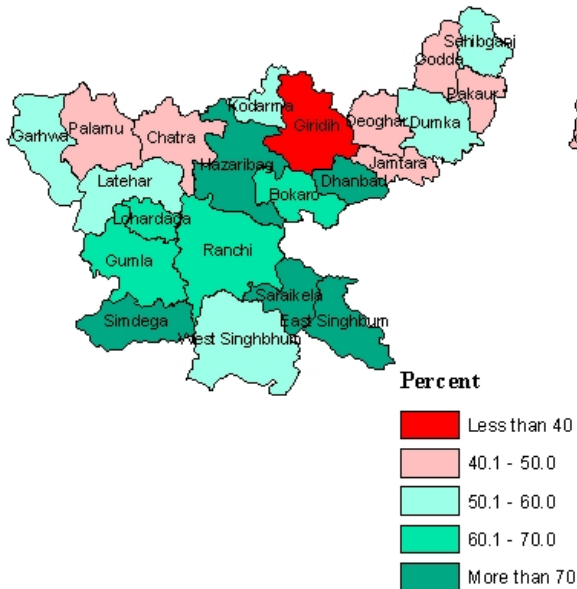 Sahibganj
Godda
Pakaur
Kodarma
Giridih
Deoghar
Dumka
Garhwa
Palamu
Chatra
Jamtara
Hazaribag
Dhanbad
Latehar
Bokaro
Lohardaga
Ranchi
Gumla
Saraikela
Simdega
East Singhbum
West Singhbhum
Percent
Less than 40
40.1 - 50.0
50.1 - 60.0
60.1 - 70.0
More than 70